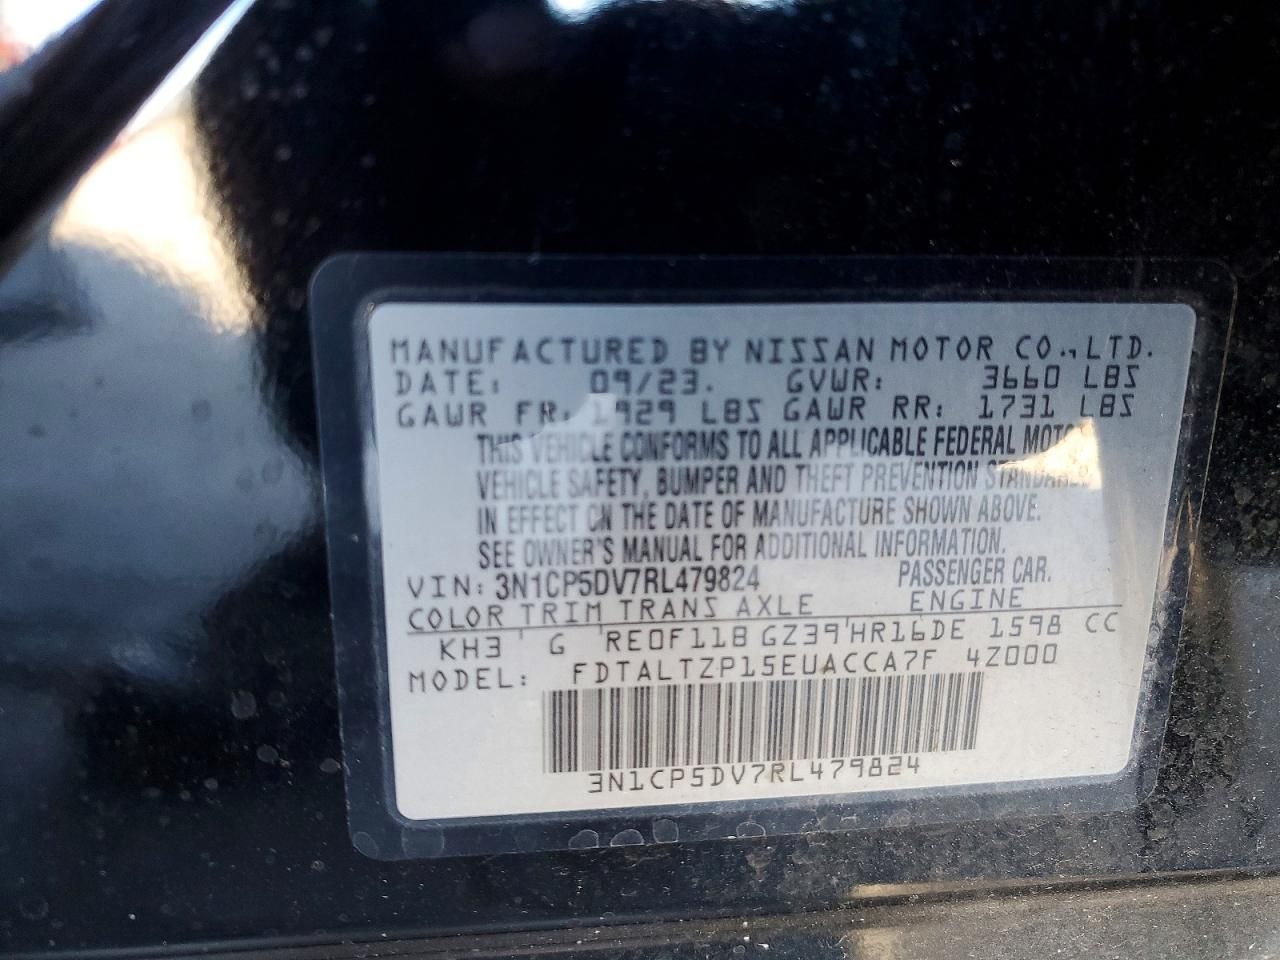 MANUFACTURED BY NISSAN MOTOR CO.,LTD.
DATE: 09/23. GVWR: 3660 LBS
GAWR FR: 1929 LBS GAWR RR: 1731 LBS
THIS VEHICLE CONFORMS TO ALL APPLICABLE FEDERAL MOTOR
VEHICLE SAFETY, BUMPER AND THEFT PREVENTION STANDARDS
IN EFFECT ON THE DATE OF MANUFACTURE SHOWN ABOVE.
SEE OWNER'S MANUAL FOR ADDITIONAL INFORMATION.
VIN: 3N1CP5DV7RL479824 PASSENGER CAR.
COLOR TRIM TRANS AXLE ENGINE
KH3 G RE0F11B GZ39 HR16DE 1598 CC
MODEL: FDTALTZP15EUACCA7F 4Z000
3N1CP5DV7RL479824